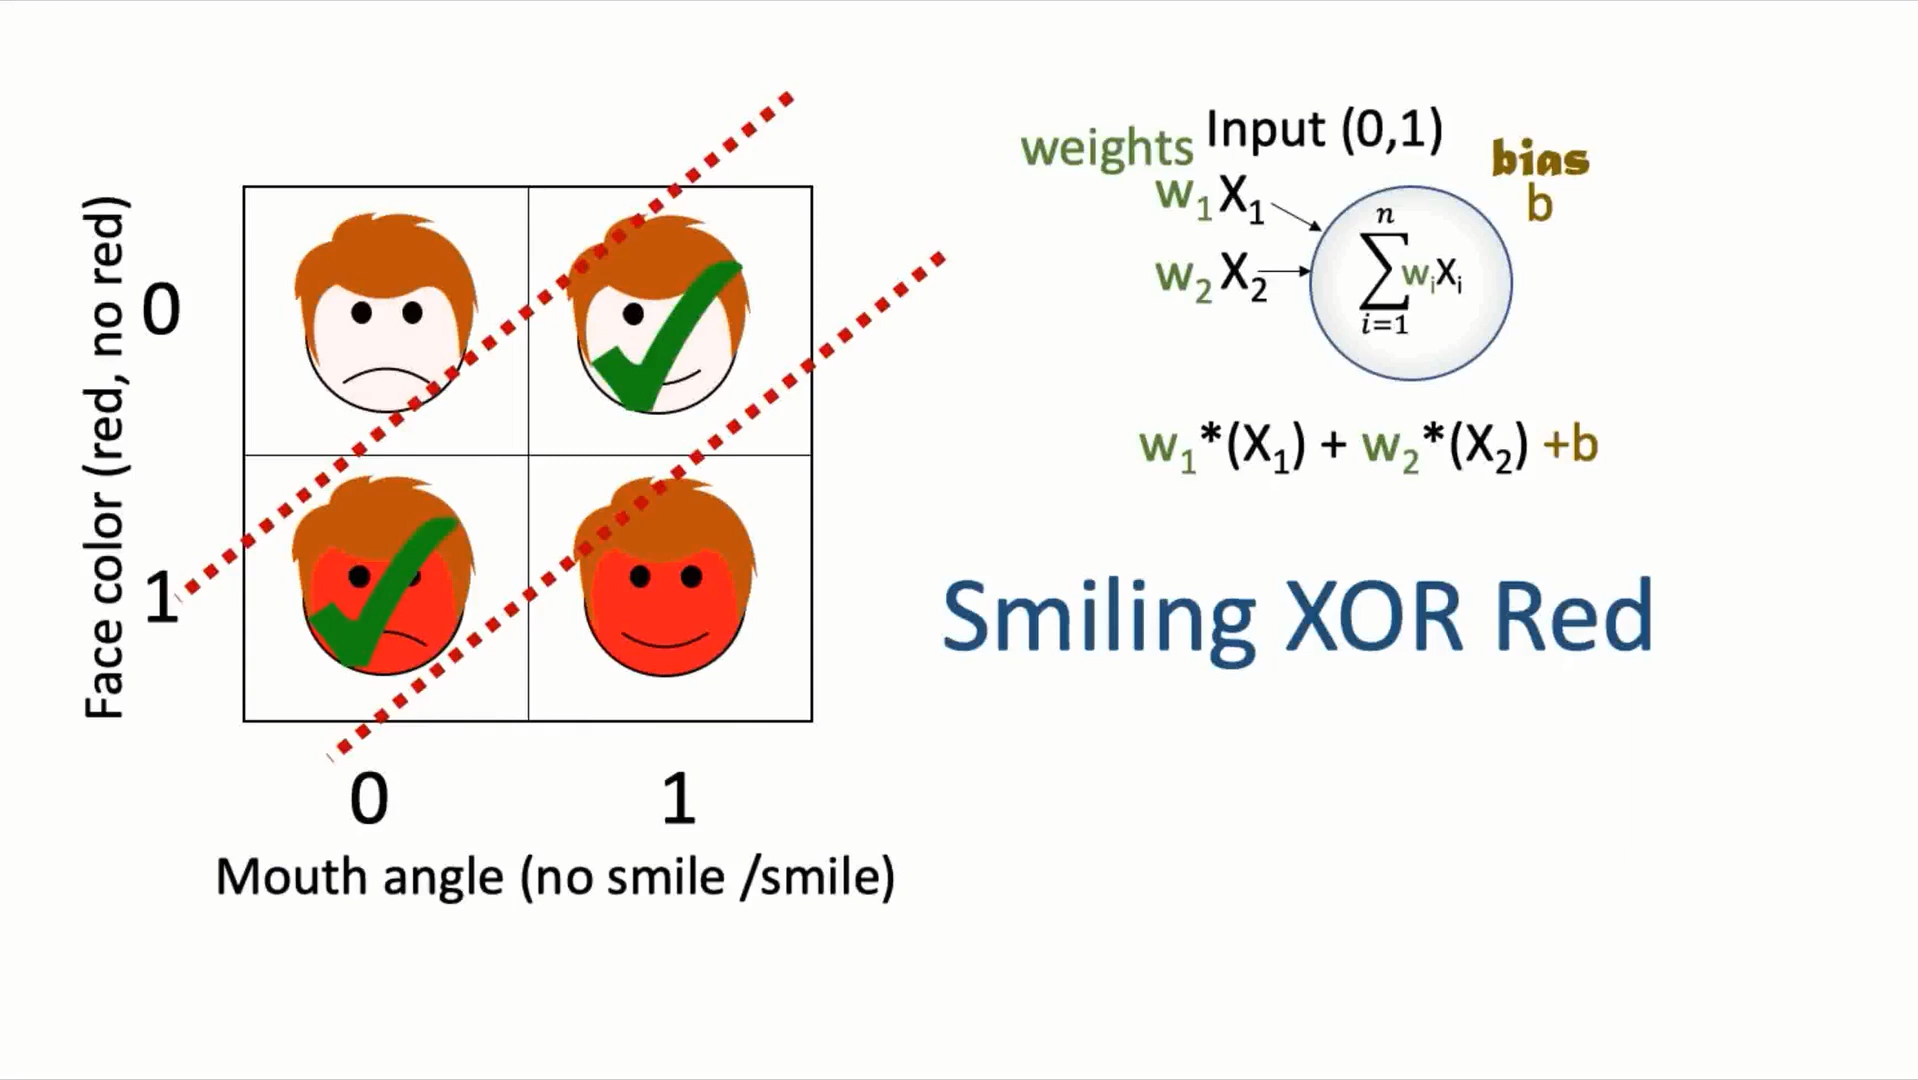 Face color (red, no red)
0
1
0
1
Mouth angle (no smile /smile)
weights
Input (0,1)
bias
b
w₁X₁
w₂X₂
n
∑wᵢXᵢ
i=1
w₁*(X₁) + w₂*(X₂) +b
Smiling XOR Red